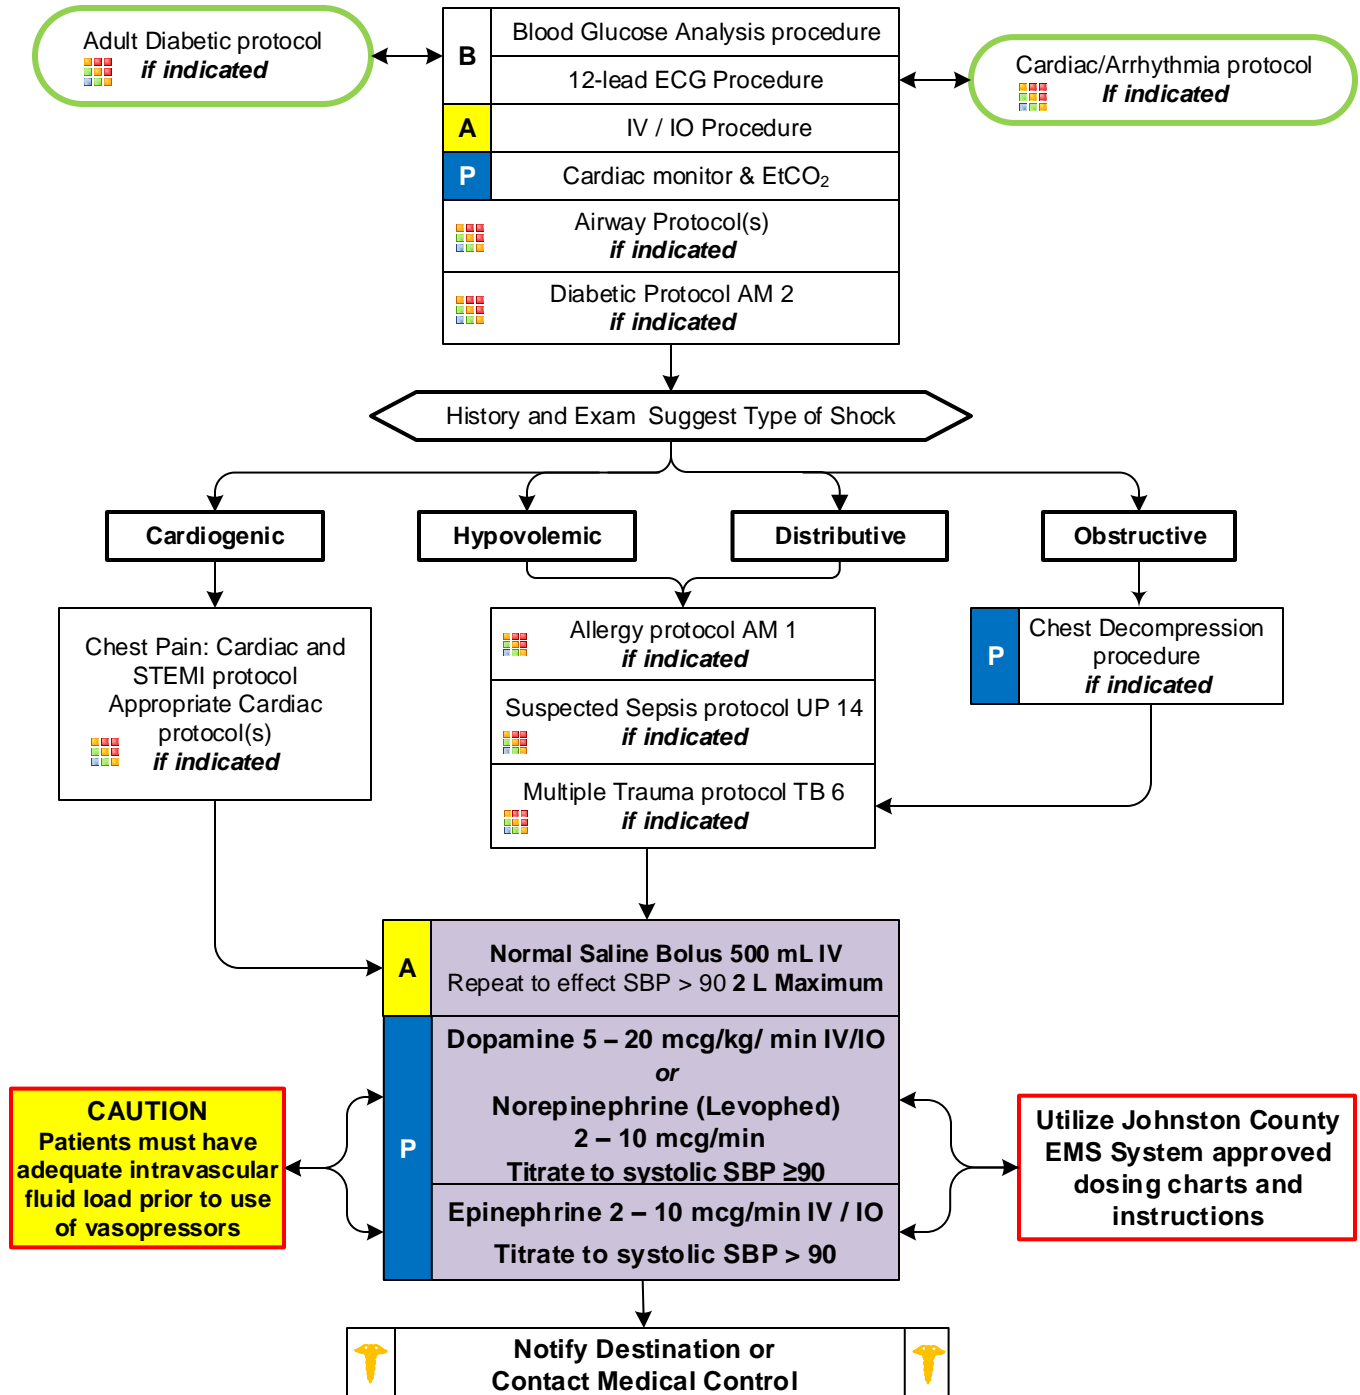 Adult Diabetic protocol
if indicated
B
Blood Glucose Analysis procedure
12-lead ECG Procedure
Cardiac/Arrhythmia protocol
If indicated
A
IV / IO Procedure
P
Cardiac monitor & EtCO₂
Airway Protocol(s)
if indicated
Diabetic Protocol AM 2
if indicated
History and Exam Suggest Type of Shock
Cardiogenic
Hypovolemic
Distributive
Obstructive
Chest Pain: Cardiac and
STEMI protocol
Appropriate Cardiac
protocol(s)
if indicated
Allergy protocol AM 1
if indicated
Suspected Sepsis protocol UP 14
if indicated
Multiple Trauma protocol TB 6
if indicated
P
Chest Decompression
procedure
if indicated
A
Normal Saline Bolus 500 mL IV
Repeat to effect SBP > 90 2 L Maximum
P
Dopamine 5 – 20 mcg/kg/ min IV/IO
or
Norepinephrine (Levophed)
2 – 10 mcg/min
Titrate to systolic SBP ≥90
Epinephrine 2 – 10 mcg/min IV / IO
Titrate to systolic SBP > 90
CAUTION
Patients must have
adequate intravascular
fluid load prior to use
of vasopressors
Utilize Johnston County
EMS System approved
dosing charts and
instructions
Notify Destination or
Contact Medical Control